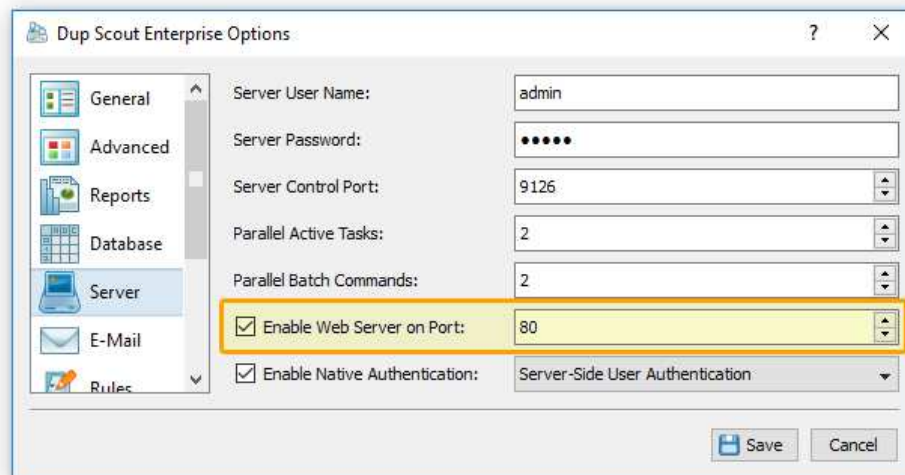 Dup Scout Enterprise Options
?
General
Advanced
Reports
Database
Server
E-Mail
Rules
Server User Name: admin
Server Password: •••••
Server Control Port: 9126
Parallel Active Tasks: 2
Parallel Batch Commands: 2
Enable Web Server on Port: 80
Enable Native Authentication: Server-Side User Authentication
Save Cancel